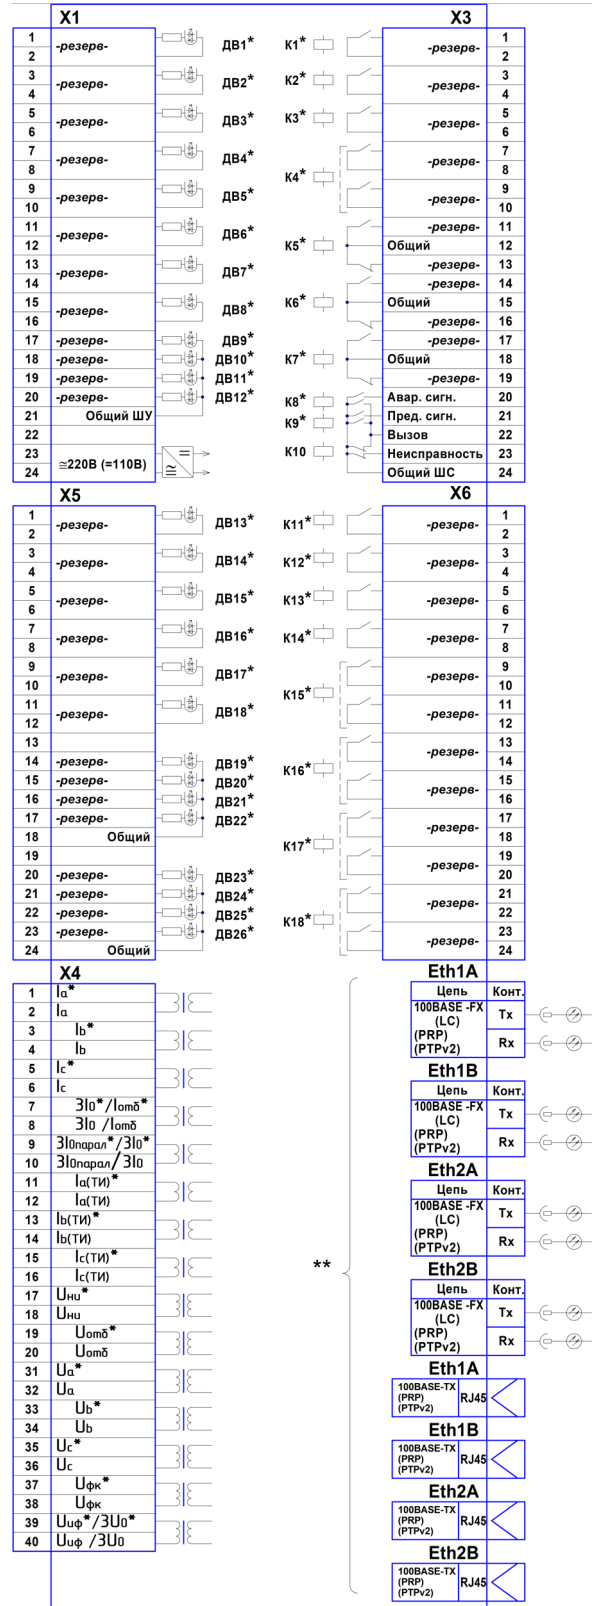 X1
1
-резерв-
2
ДВ1*
3
-резерв-
4
ДВ2*
5
-резерв-
6
ДВ3*
7
-резерв-
8
ДВ4*
9
-резерв-
10
ДВ5*
11
-резерв-
12
ДВ6*
13
-резерв-
14
ДВ7*
15
-резерв-
16
ДВ8*
17 -резерв- ДВ9*
18 -резерв- ДВ10*
19 -резерв- ДВ11*
20 -резерв- ДВ12*
21 Общий ШУ
22
23
≅220В (=110В)
24
X3
К1* -резерв- 1
2
К2* -резерв- 3
4
К3* -резерв- 5
6
К4* -резерв- 7
8
-резерв- 9
10
-резерв- 11
К5* Общий 12
-резерв- 13
-резерв- 14
К6* Общий 15
-резерв- 16
-резерв- 17
К7* Общий 18
-резерв- 19
К8* Авар. сигн. 20
К9* Пред. сигн. 21
Вызов 22
К10 Неисправность 23
Общий ШС 24
X5
1
-резерв-
2
ДВ13*
3
-резерв-
4
ДВ14*
5
-резерв-
6
ДВ15*
7
-резерв-
8
ДВ16*
9
-резерв-
10
ДВ17*
11
-резерв-
12
ДВ18*
13
14 -резерв- ДВ19*
15 -резерв- ДВ20*
16 -резерв- ДВ21*
17 -резерв- ДВ22*
18 Общий
19
20 -резерв- ДВ23*
21 -резерв- ДВ24*
22 -резерв- ДВ25*
23 -резерв- ДВ26*
24 Общий
X6
К11* -резерв- 1
2
К12* -резерв- 3
4
К13* -резерв- 5
6
К14* -резерв- 7
8
К15* -резерв- 9
10
-резерв- 11
12
К16* -резерв- 13
14
-резерв- 15
16
К17* -резерв- 17
18
-резерв- 19
20
К18* -резерв- 21
22
-резерв- 23
24
X4
1 Ia*
2 Ia
3 Ib*
4 Ib
5 Ic*
6 Ic
7 3I0*/Iотб*
8 3I0 /Iотб
9 3I0парал*/3I0*
10 3I0парал/3I0
11 Ia(ТИ)*
12 Ia(ТИ)
13 Ib(ТИ)*
14 Ib(ТИ)
15 Ic(ТИ)*
16 Ic(ТИ)
17 Uни*
18 Uни
19 Uотб*
20 Uотб
31 Ua*
32 Ua
33 Ub*
34 Ub
35 Uc*
36 Uc
37 Uфк*
38 Uфк
39 Uиф*/3U0*
40 Uиф /3U0
**
Eth1A
Цепь Конт.
100BASE -FX
(LC)
(PRP)
(PTPv2)
Tx
Rx
Eth1B
Цепь Конт.
100BASE -FX
(LC)
(PRP)
(PTPv2)
Tx
Rx
Eth2A
Цепь Конт.
100BASE -FX
(LC)
(PRP)
(PTPv2)
Tx
Rx
Eth2B
Цепь Конт.
100BASE -FX
(LC)
(PRP)
(PTPv2)
Tx
Rx
Eth1A
100BASE-TX
(PRP)
(PTPv2)
RJ45
Eth1B
100BASE-TX
(PRP)
(PTPv2)
RJ45
Eth2A
100BASE-TX
(PRP)
(PTPv2)
RJ45
Eth2B
100BASE-TX
(PRP)
(PTPv2)
RJ45